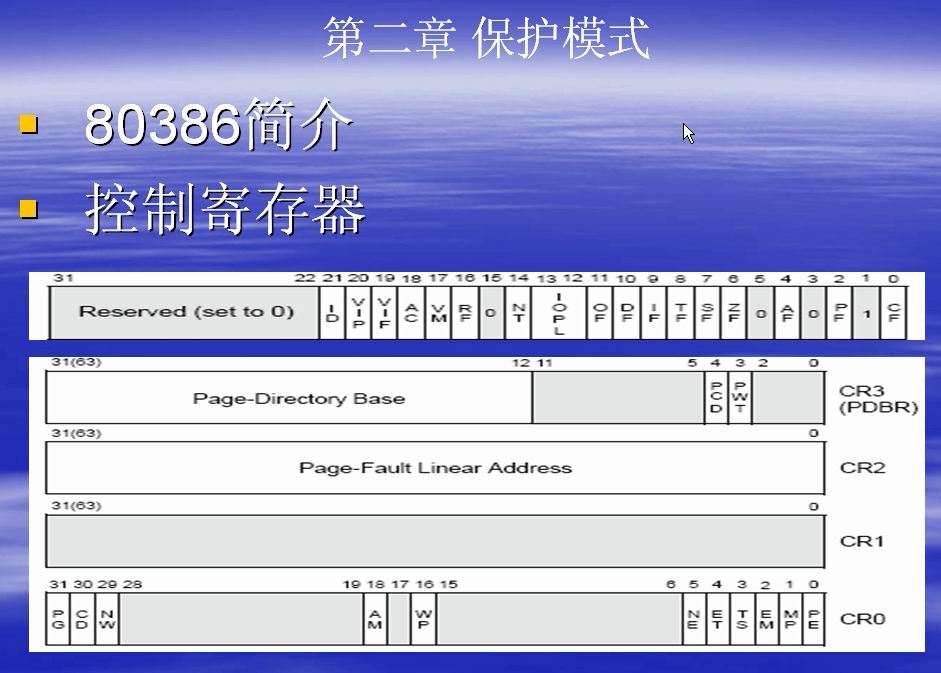 第二章 保护模式
80386简介
控制寄存器
31 22 21 20 19 18 17 16 15 14 13 12 11 10 9 8 7 6 5 4 3 2 1 0
Reserved (set to 0) ID VIP VIF AC VM RF 0 NT IOPL OF DF IF TF SF ZF 0 AF 0 PF 1 CF
31(63) 12 11 5 4 3 2 0
Page-Directory Base PCD PWT CR3 (PDBR)
31(63) 0
Page-Fault Linear Address CR2
31(63) 0
CR1
31 30 29 28 19 18 17 16 15 6 5 4 3 2 1 0
PG CD NW AM WP NE ET TS EM MP PE CR0